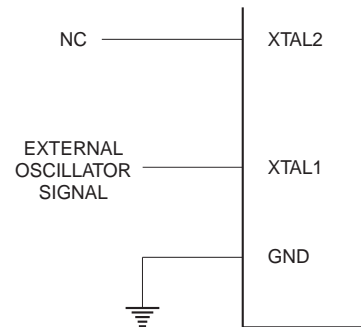 NC
XTAL2
EXTERNAL
OSCILLATOR
SIGNAL
XTAL1
GND